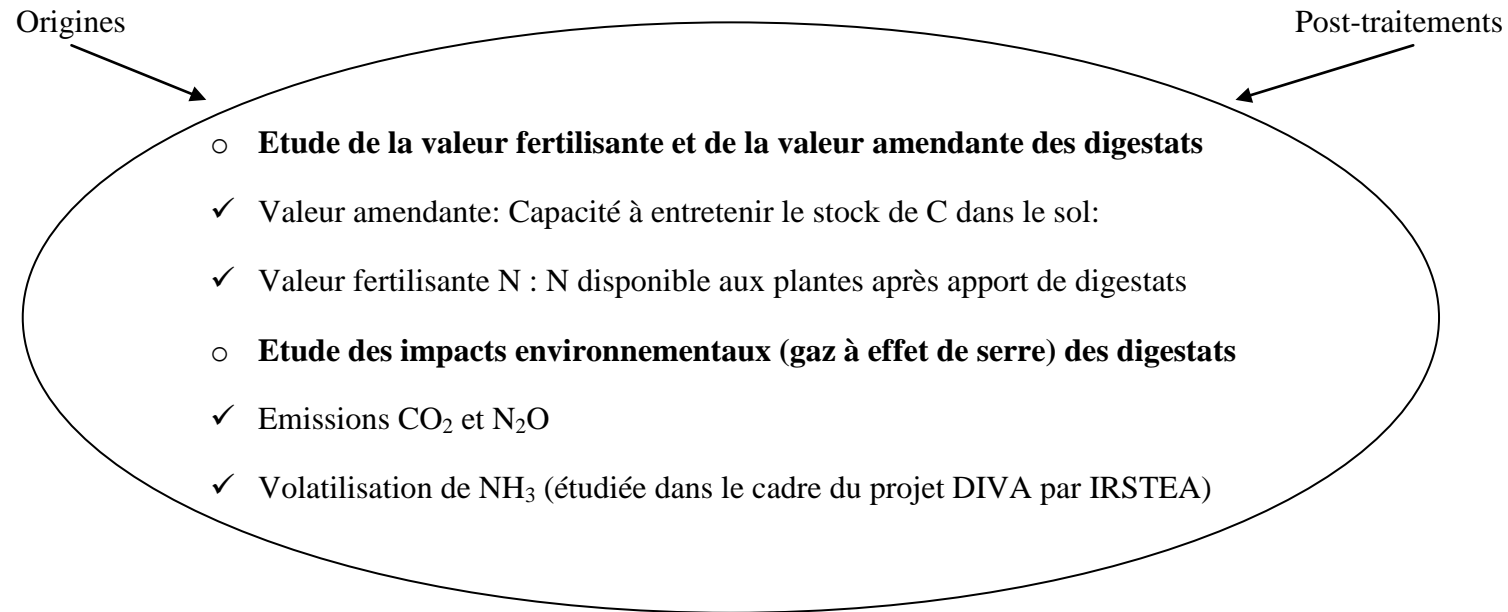 Origines
Post-traitements
o Etude de la valeur fertilisante et de la valeur amendante des digestats
✓ Valeur amendante: Capacité à entretenir le stock de C dans le sol:
✓ Valeur fertilisante N : N disponible aux plantes après apport de digestats
o Etude des impacts environnementaux (gaz à effet de serre) des digestats
✓ Emissions CO₂ et N₂O
✓ Volatilisation de NH₃ (étudiée dans le cadre du projet DIVA par IRSTEA)